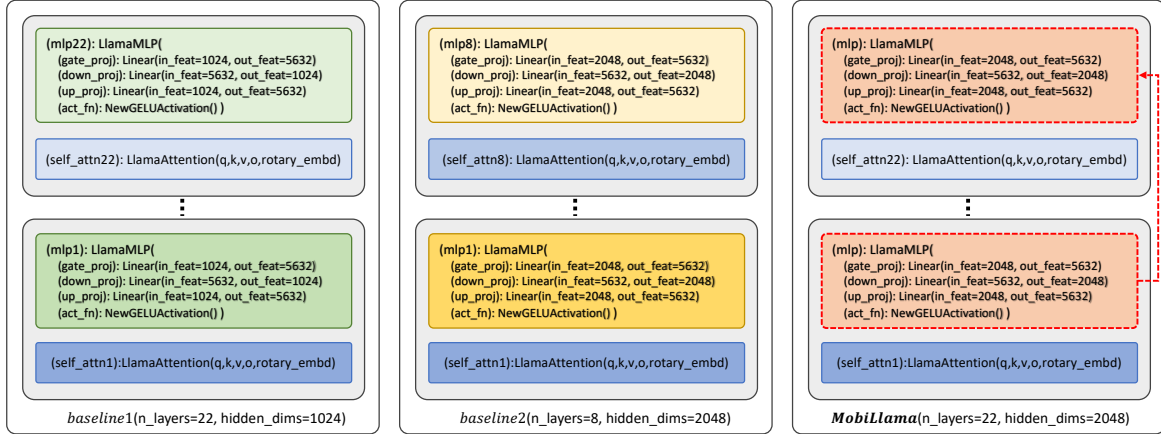 (mlp22): LlamaMLP(
(gate_proj): Linear(in_feat=1024, out_feat=5632)
(down_proj): Linear(in_feat=5632, out_feat=1024)
(up_proj): Linear(in_feat=1024, out_feat=5632)
(act_fn): NewGELUActivation() )
(self_attn22): LlamaAttention(q,k,v,o,rotary_embd)
(mlp1): LlamaMLP(
(gate_proj): Linear(in_feat=1024, out_feat=5632)
(down_proj): Linear(in_feat=5632, out_feat=1024)
(up_proj): Linear(in_feat=1024, out_feat=5632)
(act_fn): NewGELUActivation() )
(self_attn1):LlamaAttention(q,k,v,o,rotary_embd)
baseline1(n_layers=22, hidden_dims=1024)
(mlp8): LlamaMLP(
(gate_proj): Linear(in_feat=2048, out_feat=5632)
(down_proj): Linear(in_feat=5632, out_feat=2048)
(up_proj): Linear(in_feat=2048, out_feat=5632)
(act_fn): NewGELUActivation() )
(self_attn8): LlamaAttention(q,k,v,o,rotary_embd)
(mlp1): LlamaMLP(
(gate_proj): Linear(in_feat=2048, out_feat=5632)
(down_proj): Linear(in_feat=5632, out_feat=2048)
(up_proj): Linear(in_feat=2048, out_feat=5632)
(act_fn): NewGELUActivation() )
(self_attn1):LlamaAttention(q,k,v,o,rotary_embd)
baseline2(n_layers=8, hidden_dims=2048)
(mlp): LlamaMLP(
(gate_proj): Linear(in_feat=2048, out_feat=5632)
(down_proj): Linear(in_feat=5632, out_feat=2048)
(up_proj): Linear(in_feat=2048, out_feat=5632)
(act_fn): NewGELUActivation() )
(self_attn22): LlamaAttention(q,k,v,o,rotary_embd)
(mlp): LlamaMLP(
(gate_proj): Linear(in_feat=2048, out_feat=5632)
(down_proj): Linear(in_feat=5632, out_feat=2048)
(up_proj): Linear(in_feat=2048, out_feat=5632)
(act_fn): NewGELUActivation() )
(self_attn1):LlamaAttention(q,k,v,o,rotary_embd)
MobiLlama(n_layers=22, hidden_dims=2048)